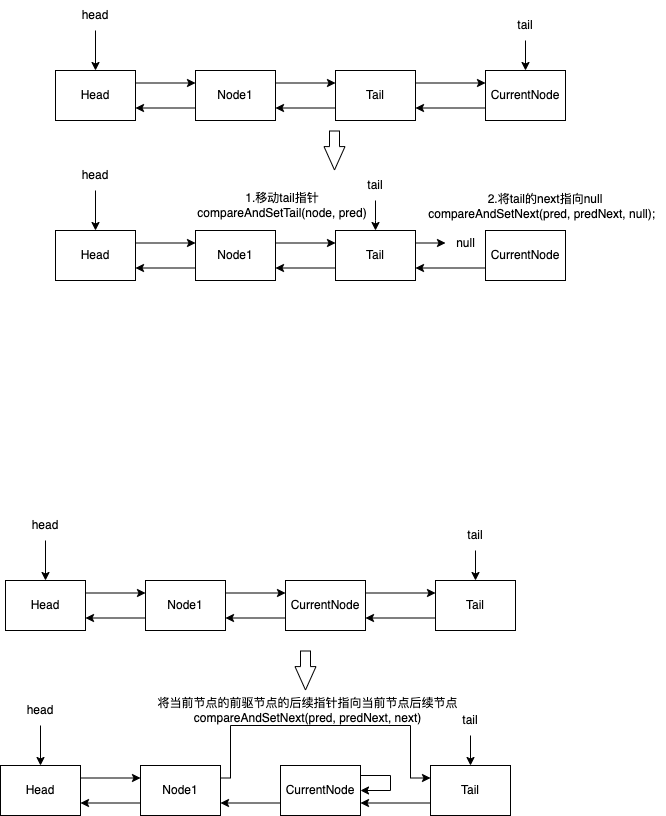 head
tail
Head
Node1
Tail
CurrentNode
head
1.移动tail指针
compareAndSetTail(node, pred)
tail
2.将tail的next指向null
compareAndSetNext(pred, predNext, null);
Head
Node1
Tail
null
CurrentNode
head
tail
Head
Node1
CurrentNode
Tail
将当前节点的前驱节点的后续指针指向当前节点后续节点
compareAndSetNext(pred, predNext, next)
head
tail
Head
Node1
CurrentNode
Tail